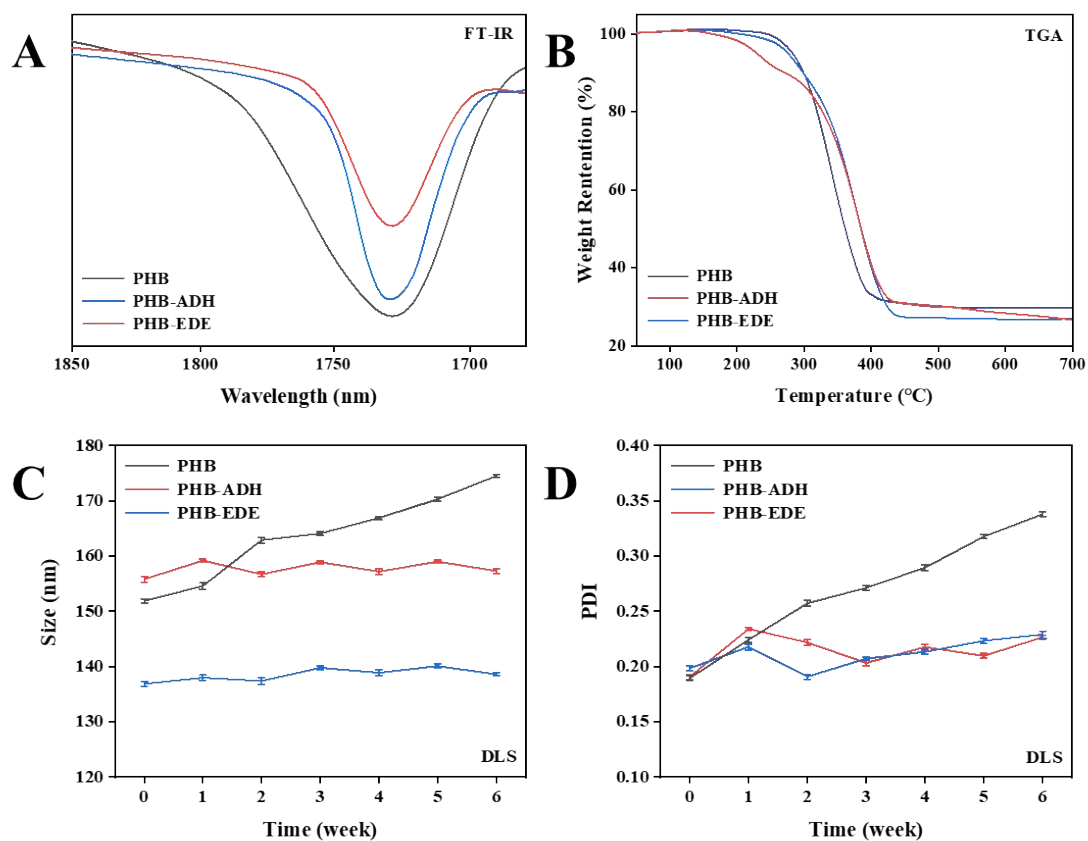 A
FT-IR
PHB
PHB-ADH
PHB-EDE
1850
1800
1750
1700
Wavelength (nm)
B
TGA
Weight Rentention (%)
100
80
60
40
20
PHB
PHB-ADH
PHB-EDE
100
200
300
400
500
600
700
Temperature (°C)
C
Size (nm)
180
170
160
150
140
130
120
PHB
PHB-ADH
PHB-EDE
DLS
0
1
2
3
4
5
6
Time (week)
D
PDI
0.40
0.35
0.30
0.25
0.20
0.15
0.10
PHB
PHB-ADH
PHB-EDE
DLS
0
1
2
3
4
5
6
Time (week)